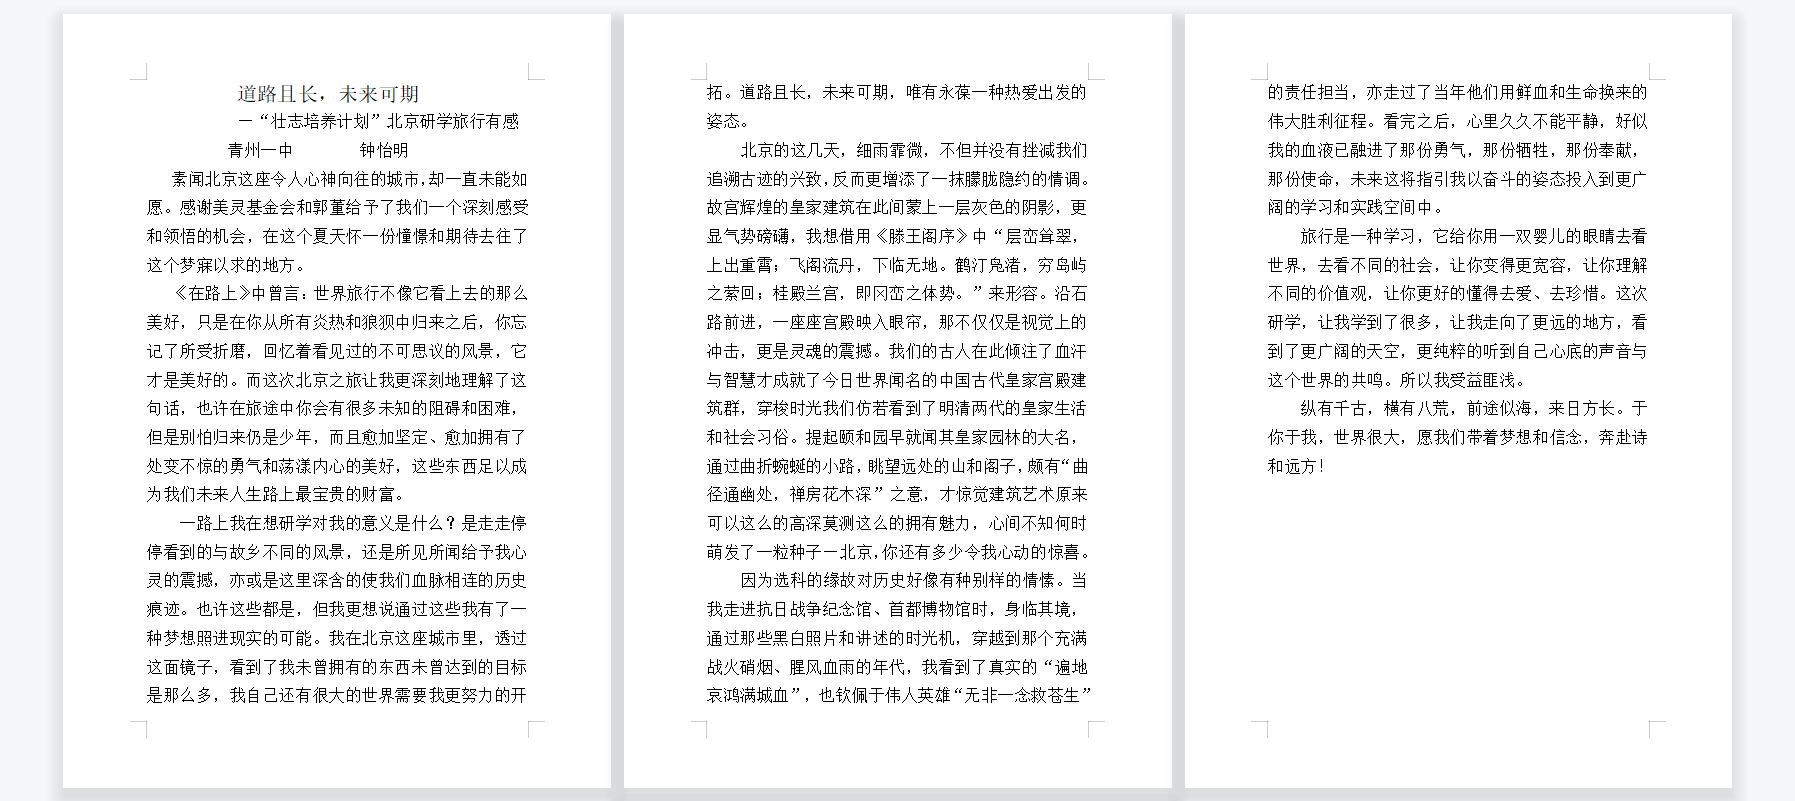 道路且长，未来可期
—“壮志培养计划”北京研学旅行有感
青州一中 钟怡明
素闻北京这座令人心神向往的城市，却一直未能如
愿。感谢美灵基金会和郭董给予了我们一个深刻感受
和领悟的机会，在这个夏天怀一份憧憬和期待去往了
这个梦寐以求的地方。
《在路上》中曾言：世界旅行不像它看上去的那么
美好，只是在你从所有炎热和狼狈中归来之后，你忘
记了所受折磨，回忆着看见过的不可思议的风景，它
才是美好的。而这次北京之旅让我更深刻地理解了这
句话，也许在旅途中你会有很多未知的阻碍和困难，
但是别怕归来仍是少年，而且愈加坚定、愈加拥有了
处变不惊的勇气和荡漾内心的美好，这些东西足以成
为我们未来人生路上最宝贵的财富。
一路上我在想研学对我的意义是什么？是走走停
停看到的与故乡不同的风景，还是所见所闻给予我心
灵的震撼，亦或是这里深含的使我们血脉相连的历史
痕迹。也许这些都是，但我更想说通过这些我有了一
种梦想照进现实的可能。我在北京这座城市里，透过
这面镜子，看到了我未曾拥有的东西未曾达到的目标
是那么多，我自己还有很大的世界需要我更努力的开
拓。道路且长，未来可期，唯有永葆一种热爱出发的
姿态。
北京的这几天，细雨霏微，不但并没有挫减我们
追溯古迹的兴致，反而更增添了一抹朦胧隐约的情调。
故宫辉煌的皇家建筑在此间蒙上一层灰色的阴影，更
显气势磅礴，我想借用《滕王阁序》中“层峦耸翠，
上出重霄；飞阁流丹，下临无地。鹤汀凫渚，穷岛屿
之萦回；桂殿兰宫，即冈峦之体势。”来形容。沿石
路前进，一座座宫殿映入眼帘，那不仅仅是视觉上的
冲击，更是灵魂的震撼。我们的古人在此倾注了血汗
与智慧才成就了今日世界闻名的中国古代皇家宫殿建
筑群，穿梭时光我们仿若看到了明清两代的皇家生活
和社会习俗。提起颐和园早就闻其皇家园林的大名，
通过曲折蜿蜒的小路，眺望远处的山和阁子，颇有“曲
径通幽处，禅房花木深”之意，才惊觉建筑艺术原来
可以这么的高深莫测这么的拥有魅力，心间不知何时
萌发了一粒种子—北京，你还有多少令我心动的惊喜。
因为选科的缘故对历史好像有种别样的情愫。当
我走进抗日战争纪念馆、首都博物馆时，身临其境，
通过那些黑白照片和讲述的时光机，穿越到那个充满
战火硝烟、腥风血雨的年代，我看到了真实的“遍地
哀鸿满城血”，也钦佩于伟人英雄“无非一念救苍生”
的责任担当，亦走过了当年他们用鲜血和生命换来的
伟大胜利征程。看完之后，心里久久不能平静，好似
我的血液已融进了那份勇气，那份牺牲，那份奉献，
那份使命，未来这将指引我以奋斗的姿态投入到更广
阔的学习和实践空间中。
旅行是一种学习，它给你用一双婴儿的眼睛去看
世界，去看不同的社会，让你变得更宽容，让你理解
不同的价值观，让你更好的懂得去爱、去珍惜。这次
研学，让我学到了很多，让我走向了更远的地方，看
到了更广阔的天空，更纯粹的听到自己心底的声音与
这个世界的共鸣。所以我受益匪浅。
纵有千古，横有八荒，前途似海，来日方长。于
你于我，世界很大，愿我们带着梦想和信念，奔赴诗
和远方！